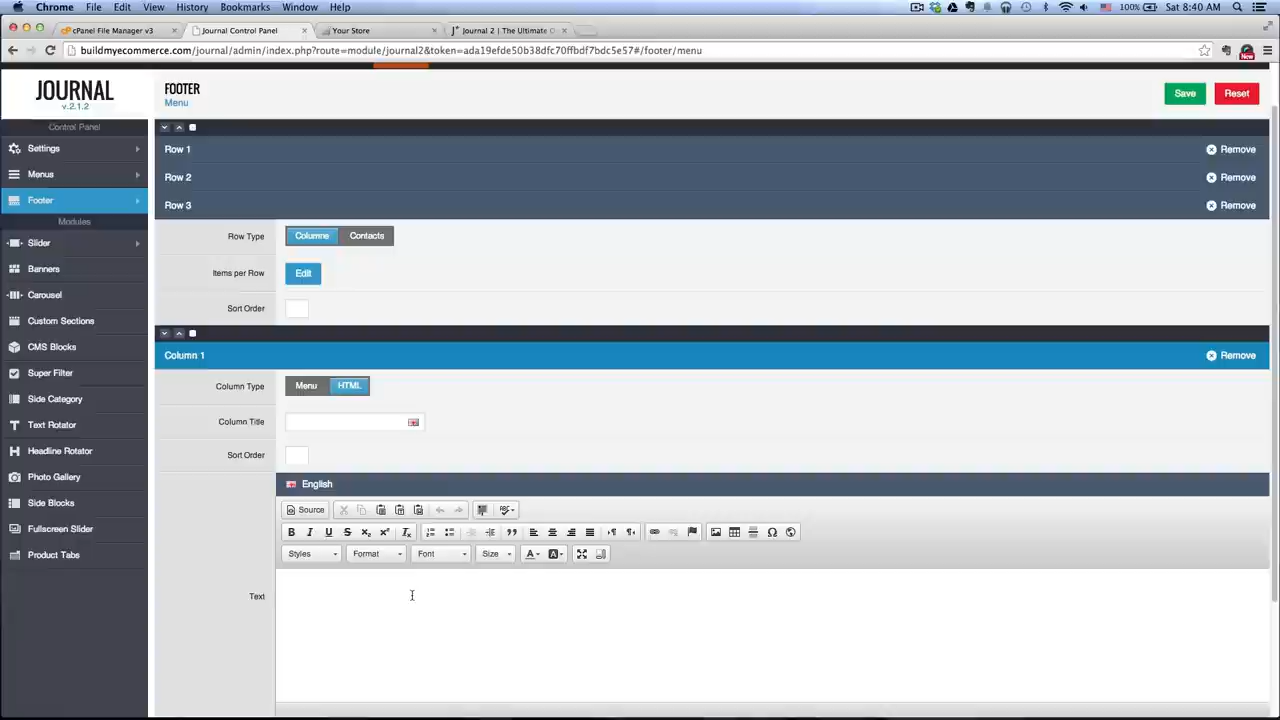 Chrome File Edit View History Bookmarks Window Help 100% Sat 8:40 AM
cPanel File Manager v3 Journal Control Panel Your Store Journal 2 | The Ultimate O
buildmyecommerce.com/journal/admin/index.php?route=module/journal2&token=ada19efde50b38dfc70ffbdf7bdc5e57#/footer/menu New
JOURNAL
v.2.1.2
Control Panel
Settings
Menus
Footer
Modules
Slider
Banners
Carousel
Custom Sections
CMS Blocks
Super Filter
Side Category
Text Rotator
Headline Rotator
Photo Gallery
Side Blocks
Fullscreen Slider
Product Tabs
FOOTER
Menu
Save Reset
Row 1 Remove
Row 2 Remove
Row 3 Remove
Row Type Columns Contacts
Items per Row Edit
Sort Order
Column 1 Remove
Column Type Menu HTML
Column Title
Sort Order
English
Source
B I U S x₂ x² Tx
Styles Format Font Size A A
Text